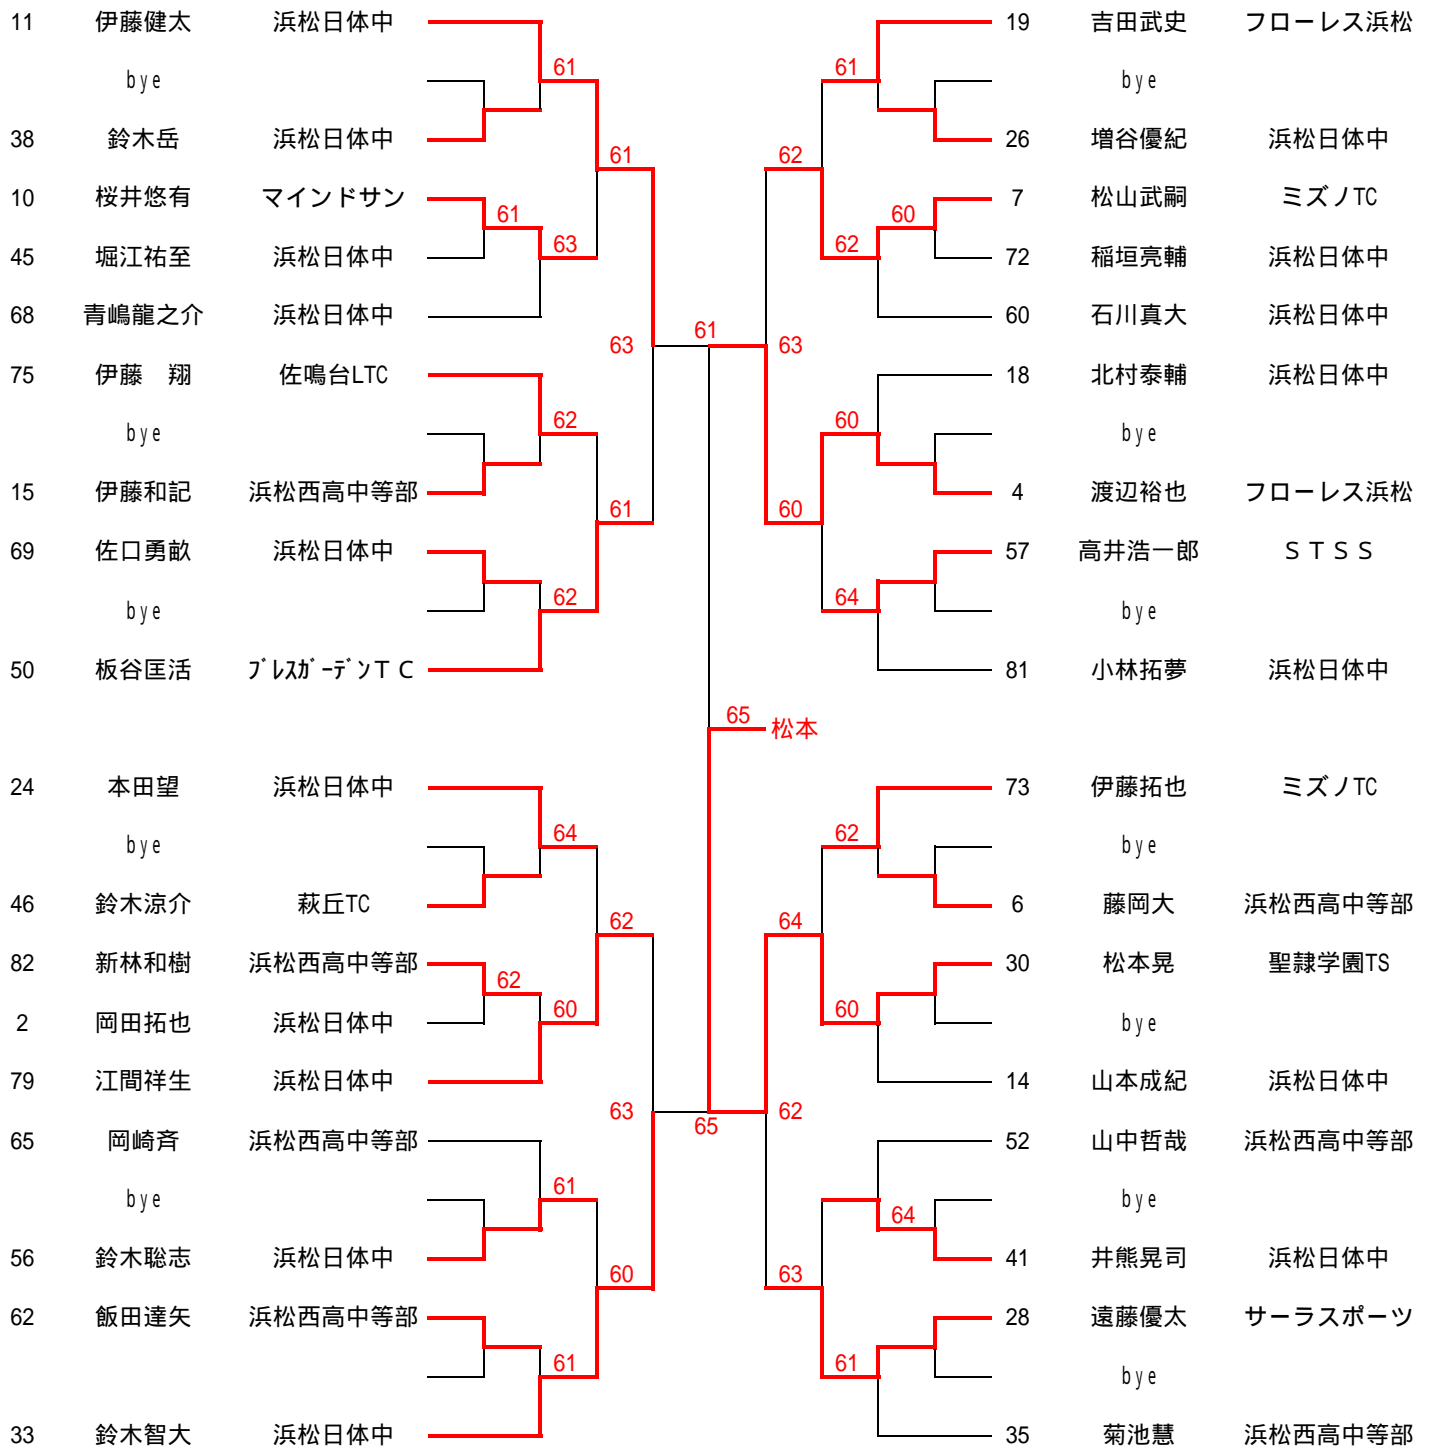 11 伊藤健太 浜松日体中 19 吉田武史 フローレス浜松
61 61
bye bye
38 鈴木岳 浜松日体中 26 増谷優紀 浜松日体中
61 62
10 桜井悠有 マインドサン 7 松山武嗣 ミズノTC
61 60
63 62
45 堀江祐至 浜松日体中 72 稲垣亮輔 浜松日体中
68 青嶋龍之介 浜松日体中 60 石川真大 浜松日体中
63 61 63
75 伊藤　翔 佐鳴台LTC 18 北村泰輔 浜松日体中
62 60
bye bye
15 伊藤和記 浜松西高中等部 4 渡辺裕也 フローレス浜松
61 60
69 佐口勇畝 浜松日体中 57 高井浩一郎 ＳＴＳＳ
62 64
bye bye
50 板谷匡活 ﾌﾞﾚｽｶﾞｰﾃﾞﾝＴＣ 81 小林拓夢 浜松日体中
65 松本
24 本田望 浜松日体中 73 伊藤拓也 ミズノTC
64 62
bye bye
46 鈴木涼介 萩丘TC 6 藤岡大 浜松西高中等部
62 64
82 新林和樹 浜松西高中等部 30 松本晃 聖隷学園TS
62
60 60
2 岡田拓也 浜松日体中 bye
79 江間祥生 浜松日体中 14 山本成紀 浜松日体中
63 65 62
65 岡崎斉 浜松西高中等部 52 山中哲哉 浜松西高中等部
61
bye bye
64
56 鈴木聡志 浜松日体中 41 井熊晃司 浜松日体中
60 63
62 飯田達矢 浜松西高中等部 28 遠藤優太 サーラスポーツ
61 61
bye
33 鈴木智大 浜松日体中 35 菊池慧 浜松西高中等部